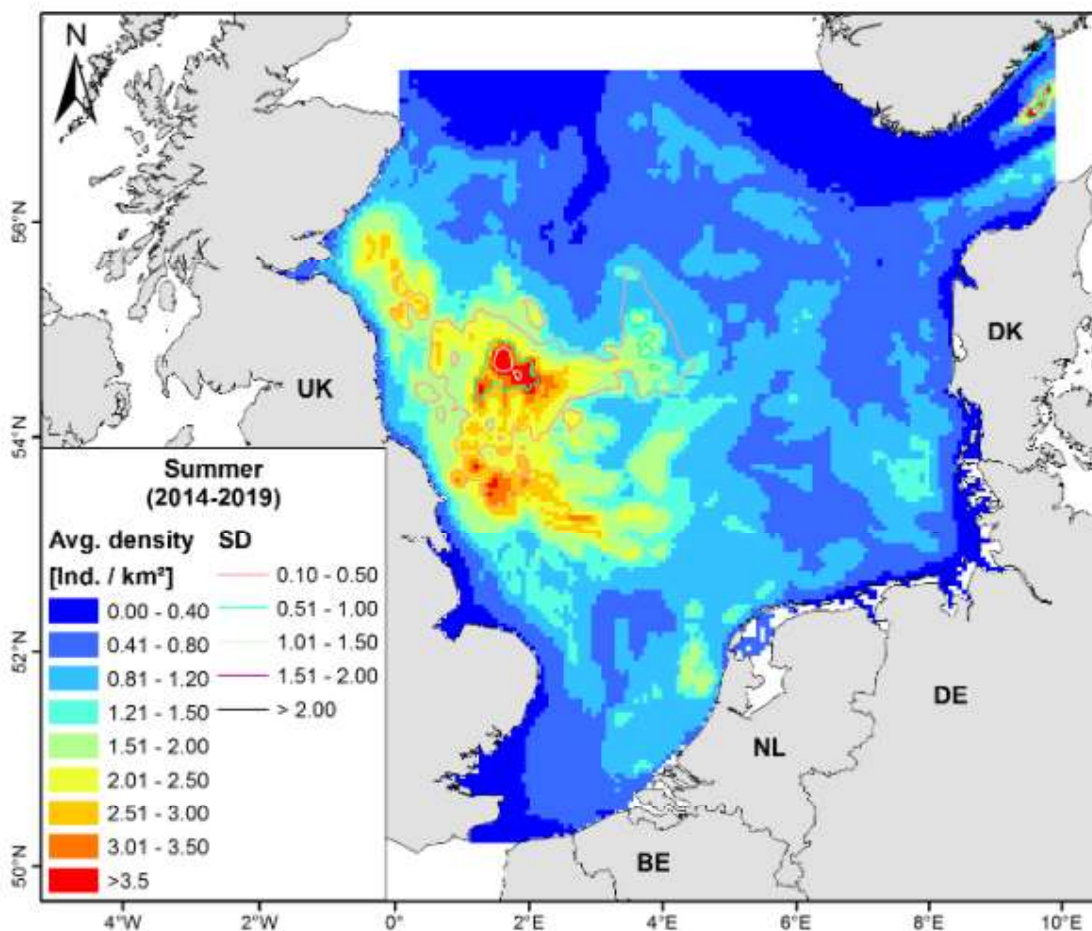 N
56°N
54°N
52°N
50°N
UK
DK
DE
NL
BE
Summer
(2014-2019)
Avg. density SD
[Ind. / km²]
0.00 - 0.40
0.41 - 0.80
0.81 - 1.20
1.21 - 1.50
1.51 - 2.00
2.01 - 2.50
2.51 - 3.00
3.01 - 3.50
>3.5
0.10 - 0.50
0.51 - 1.00
1.01 - 1.50
1.51 - 2.00
> 2.00
4°W 2°W 0° 2°E 4°E 6°E 8°E 10°E